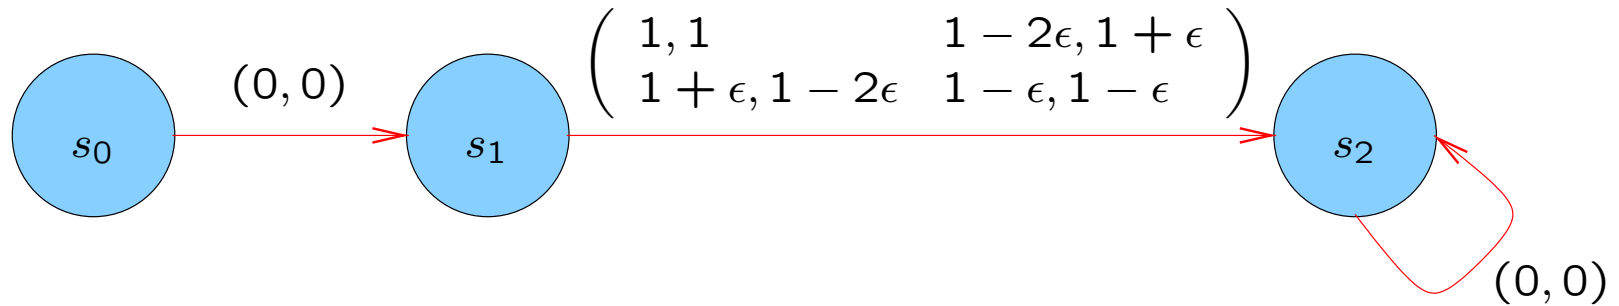 s₀
(0, 0)
s₁
( 1, 1 1 − 2ϵ, 1 + ϵ
1 + ϵ, 1 − 2ϵ 1 − ϵ, 1 − ϵ )
s₂
(0, 0)